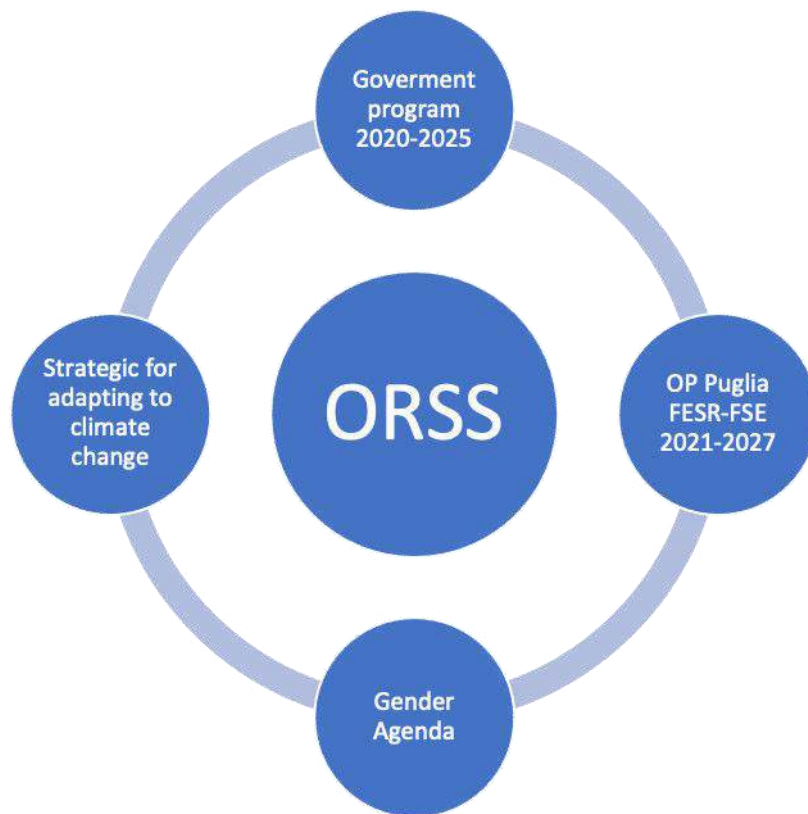 Goverment
program
2020-2025
Strategic for
adapting to
climate
change
ORSS
OP Puglia
FESR-FSE
2021-2027
Gender
Agenda